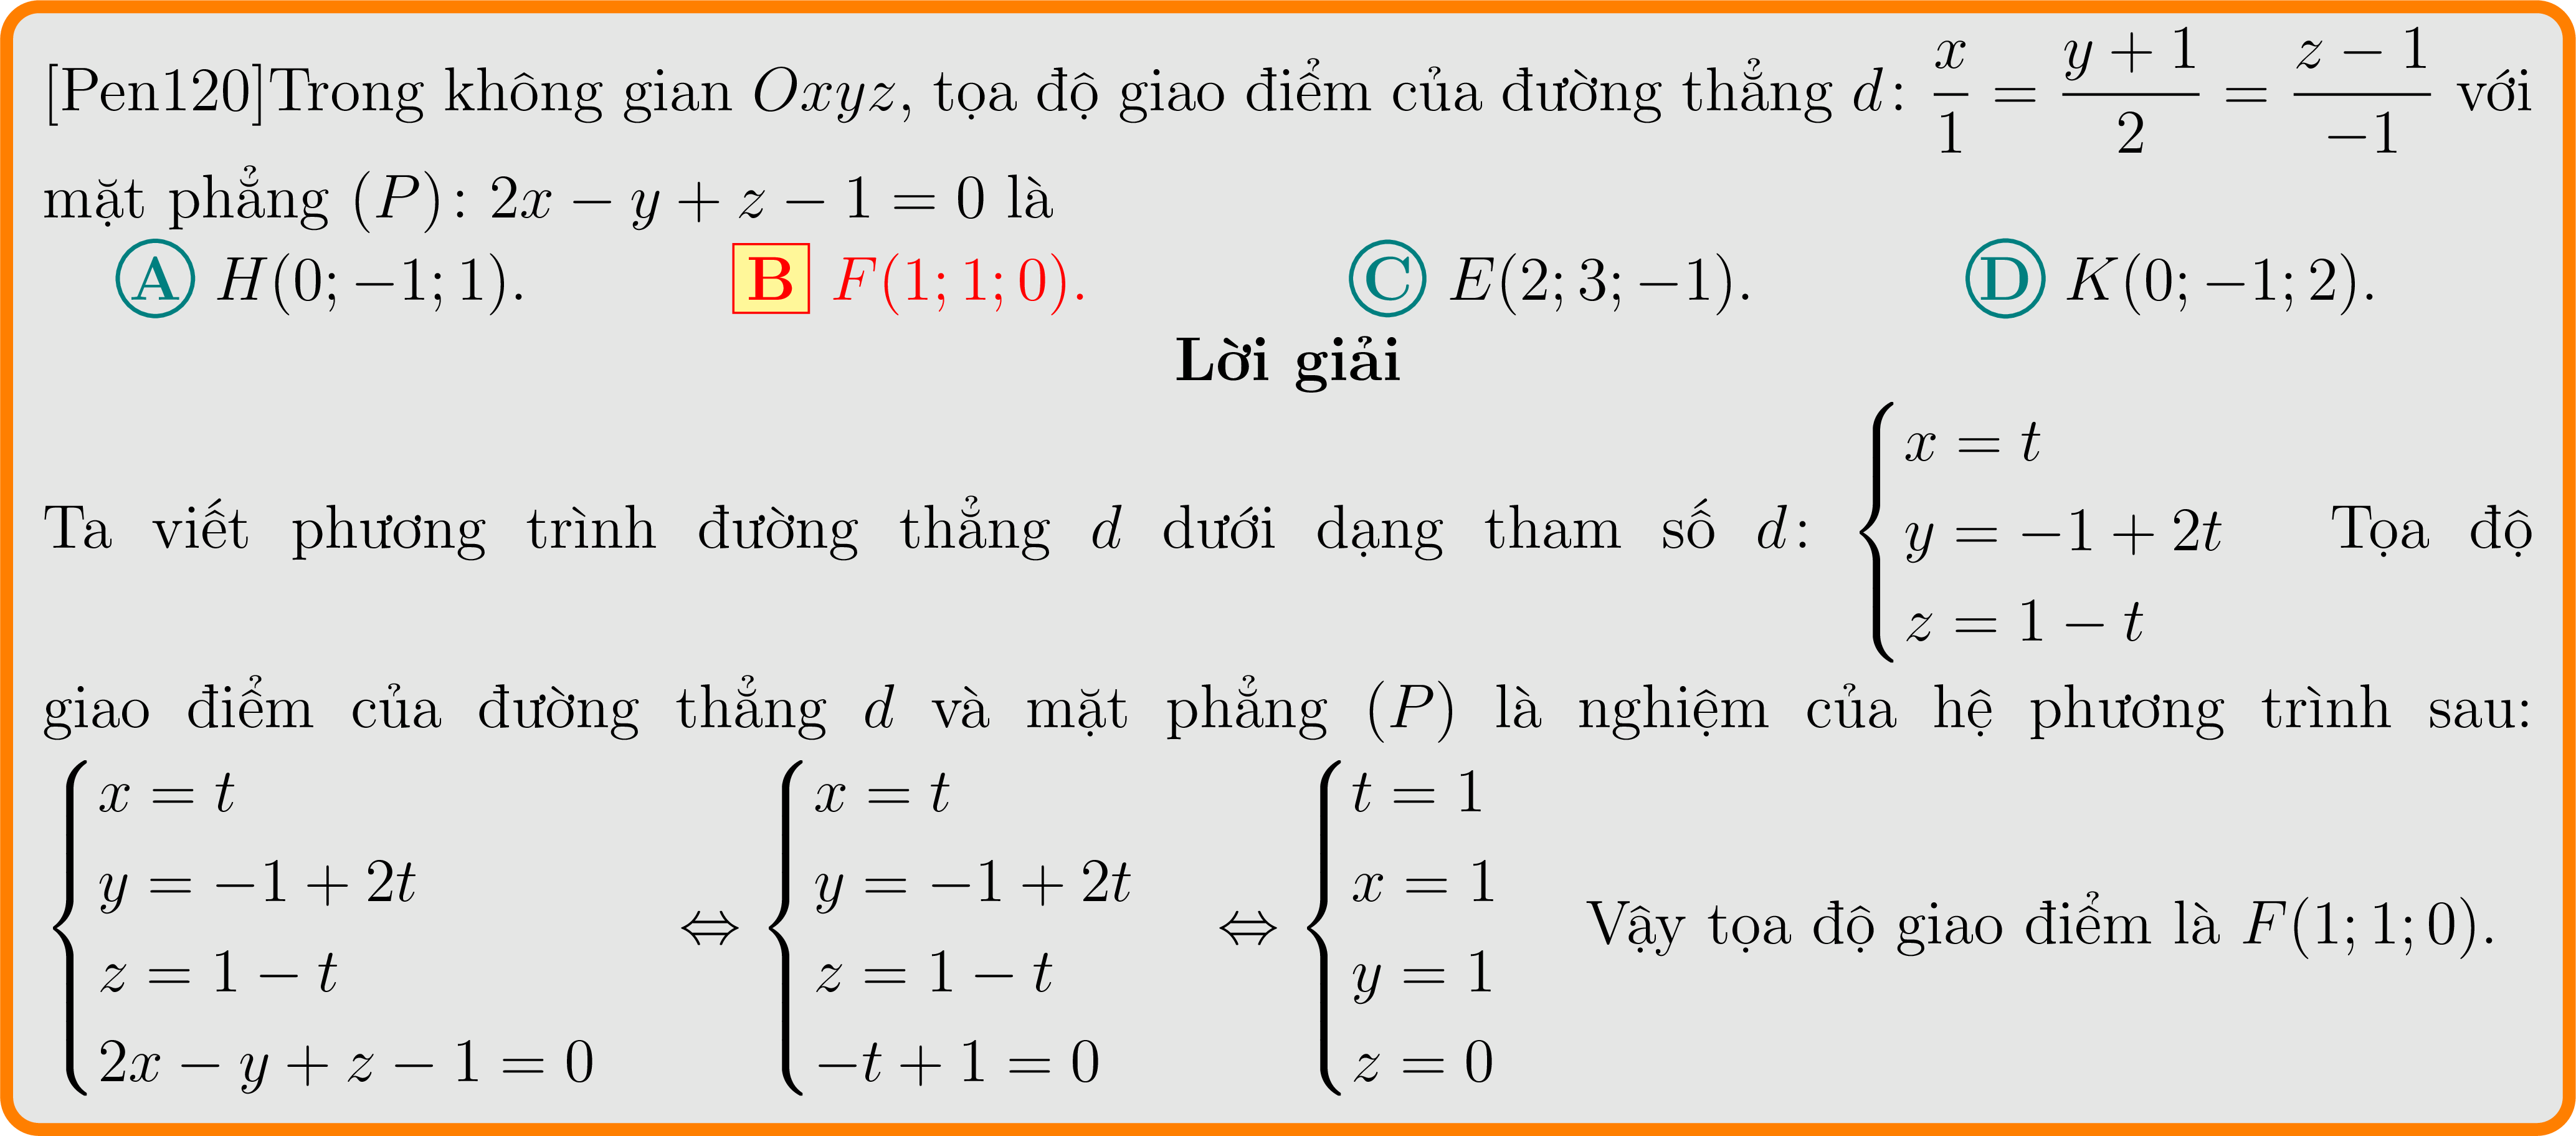 [Pen120]Trong không gian Oxyz, tọa độ giao điểm của đường thẳng d: \frac{x}{1} = \frac{y+1}{2} = \frac{z-1}{-1} với
mặt phẳng (P): 2x − y + z − 1 = 0 là
A H(0; −1; 1). B F(1; 1; 0). C E(2; 3; −1). D K(0; −1; 2).
Lời giải
Ta viết phương trình đường thẳng d dưới dạng tham số d: \begin{cases} x = t \\ y = −1 + 2t \\ z = 1 − t \end{cases} Tọa độ
giao điểm của đường thẳng d và mặt phẳng (P) là nghiệm của hệ phương trình sau:
\begin{cases} x = t \\ y = −1 + 2t \\ z = 1 − t \\ 2x − y + z − 1 = 0 \end{cases} ⇔ \begin{cases} x = t \\ y = −1 + 2t \\ z = 1 − t \\ −t + 1 = 0 \end{cases} ⇔ \begin{cases} t = 1 \\ x = 1 \\ y = 1 \\ z = 0 \end{cases} Vậy tọa độ giao điểm là F(1; 1; 0).